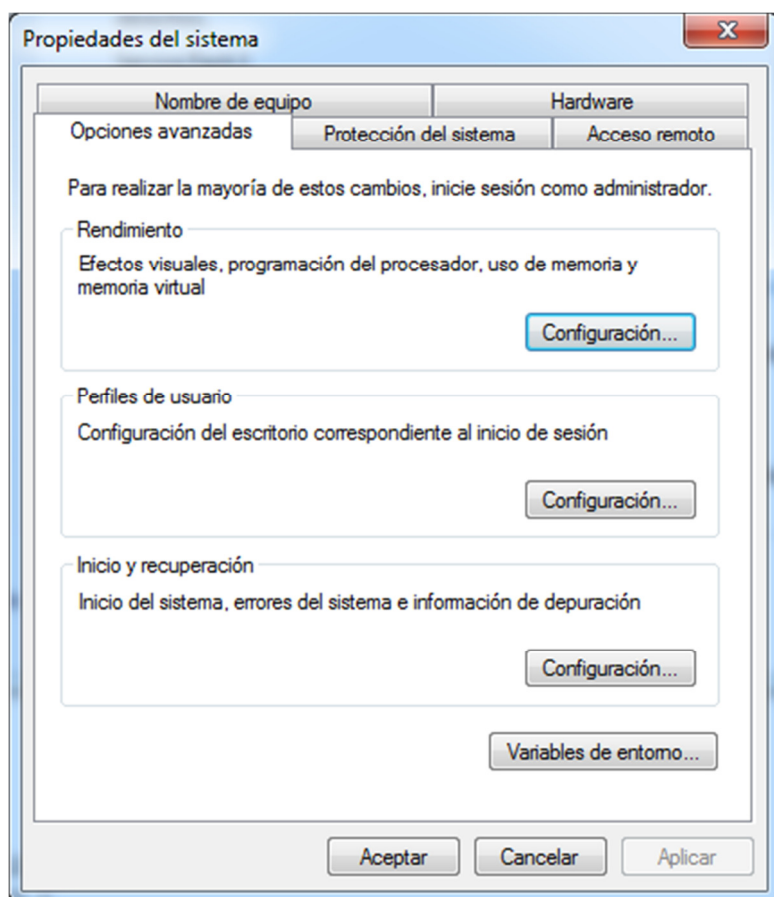 Propiedades del sistema
Nombre de equipo
Hardware
Opciones avanzadas
Protección del sistema
Acceso remoto
Para realizar la mayoría de estos cambios, inicie sesión como administrador.
Rendimiento
Efectos visuales, programación del procesador, uso de memoria y
memoria virtual
Configuración...
Perfiles de usuario
Configuración del escritorio correspondiente al inicio de sesión
Configuración...
Inicio y recuperación
Inicio del sistema, errores del sistema e información de depuración
Configuración...
Variables de entorno...
Aceptar
Cancelar
Aplicar